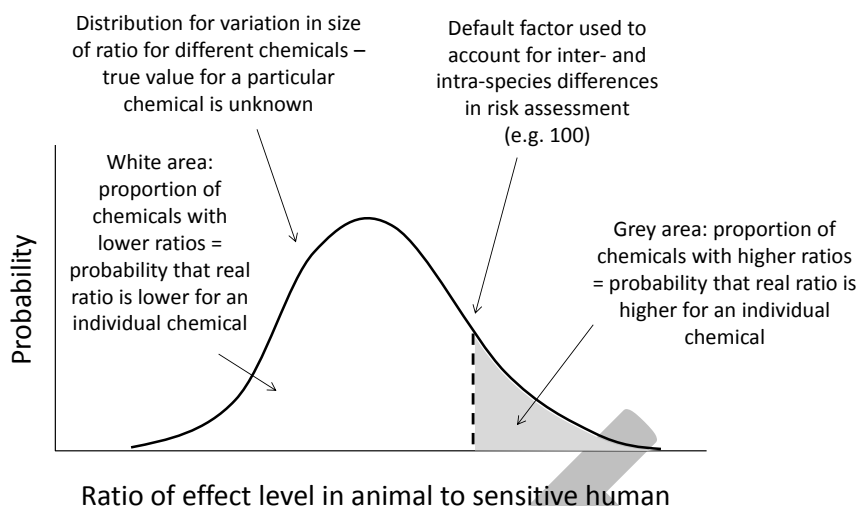 Distribution for variation in size
of ratio for different chemicals –
true value for a particular
chemical is unknown
Default factor used to
account for inter- and
intra-species differences
in risk assessment
(e.g. 100)
White area:
proportion of
chemicals with
lower ratios =
probability that real
ratio is lower for an
individual chemical
Grey area: proportion of
chemicals with higher ratios
= probability that real ratio is
higher for an individual
chemical
Probability
Ratio of effect level in animal to sensitive human